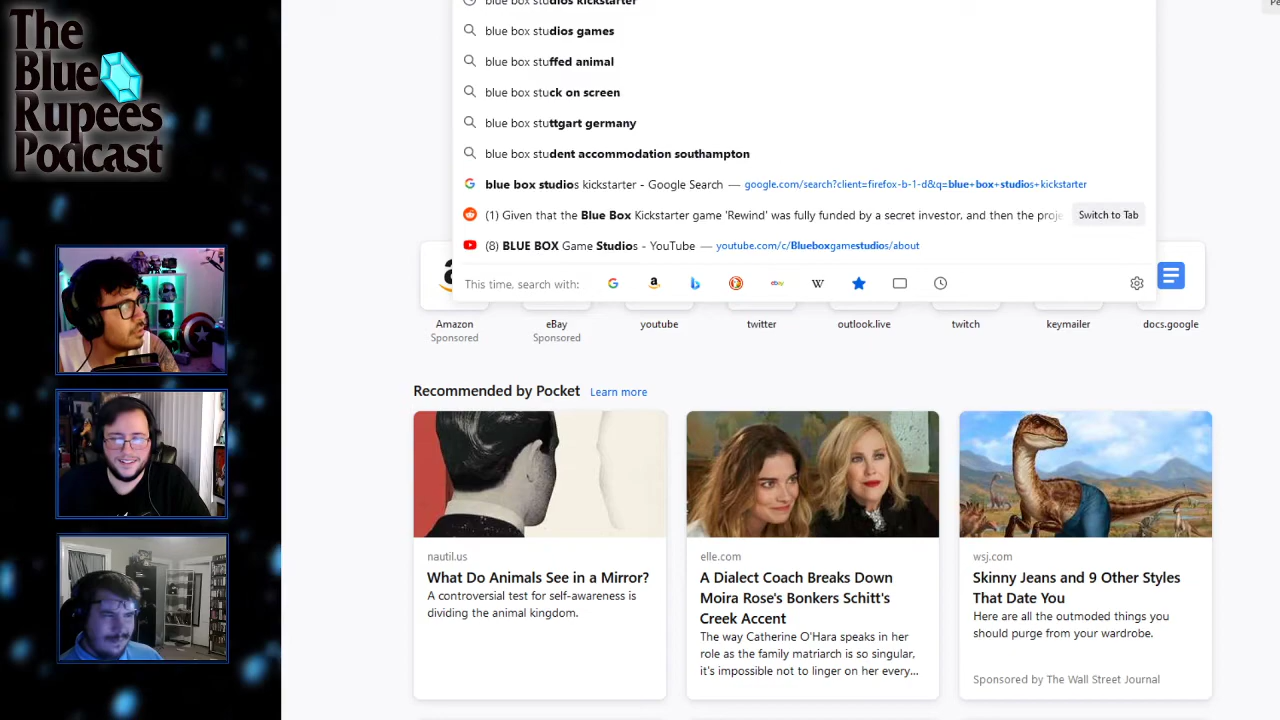 The
Blue
Rupees
Podcast
blue box studios kickstarter
blue box studios games
blue box stuffed animal
blue box stuck on screen
blue box stuttgart germany
blue box student accommodation southampton
blue box studios kickstarter - Google Search — google.com/search?client=firefox-b-1-d&q=blue+box+studios+kickstarter
(1) Given that the Blue Box Kickstarter game 'Rewind' was fully funded by a secret investor, and then the proje Switch to Tab
(8) BLUE BOX Game Studios - YouTube — youtube.com/c/Blueboxgamestudios/about
This time, search with:
Amazon
Sponsored
eBay
Sponsored
youtube
twitter
outlook.live
twitch
keymailer
docs.google
Recommended by Pocket Learn more
nautil.us
What Do Animals See in a Mirror?
A controversial test for self-awareness is
dividing the animal kingdom.
elle.com
A Dialect Coach Breaks Down
Moira Rose's Bonkers Schitt's
Creek Accent
The way Catherine O'Hara speaks in her
role as the family matriarch is so singular,
it's impossible not to linger on her every...
wsj.com
Skinny Jeans and 9 Other Styles
That Date You
Here are all the outmoded things you
should purge from your wardrobe.
Sponsored by The Wall Street Journal